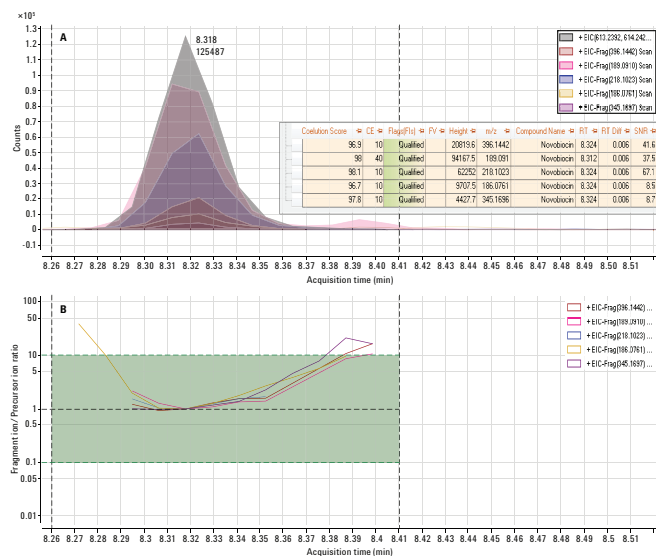 ×10⁵
A
8.318
125487
+ EIC(613.2392, 614.242...
+ EIC-Frag(396.1442) Scan
+ EIC-Frag(189.0910) Scan
+ EIC-Frag(218.1023) Scan
+ EIC-Frag(186.0761) Scan
+ EIC-Frag(345.1697) Scan
Coelution Score CE Flags(FIs) FV Height m/z Compound Name RT RT Diff SNR
96.9 10 Qualified 20819.6 396.1442 Novobiocin 8.324 0.006 41.6
98 40 Qualified 94167.5 189.091 Novobiocin 8.312 0.006 37.5
98.1 10 Qualified 62252 218.1023 Novobiocin 8.324 0.006 67.1
96.7 10 Qualified 9707.5 186.0761 Novobiocin 8.324 0.006 8.5
97.8 10 Qualified 4427.7 345.1696 Novobiocin 8.324 0.006 8.7
Counts
1.3
1.2
1.1
1
0.9
0.8
0.7
0.6
0.5
0.4
0.3
0.2
0.1
0
-0.1
8.26 8.27 8.28 8.29 8.30 8.31 8.32 8.33 8.34 8.35 8.36 8.37 8.38 8.39 8.40 8.41 8.42 8.43 8.44 8.45 8.46 8.47 8.48 8.49 8.50 8.51
Acquisition time (min)
B
+ EIC-Frag(396.1442) ...
+ EIC-Frag(189.0910) ...
+ EIC-Frag(218.1023) ...
+ EIC-Frag(186.0761) ...
+ EIC-Frag(345.1697) ...
Fragment ion/Precursor ion ratio
100
50
10
5
1
0.5
0.1
0.05
0.01
8.26 8.27 8.28 8.29 8.3 8.31 8.32 8.33 8.34 8.35 8.36 8.37 8.38 8.39 8.4 8.41 8.42 8.43 8.44 8.45 8.46 8.47 8.48 8.49 8.5 8.51
Acquisition time (min)